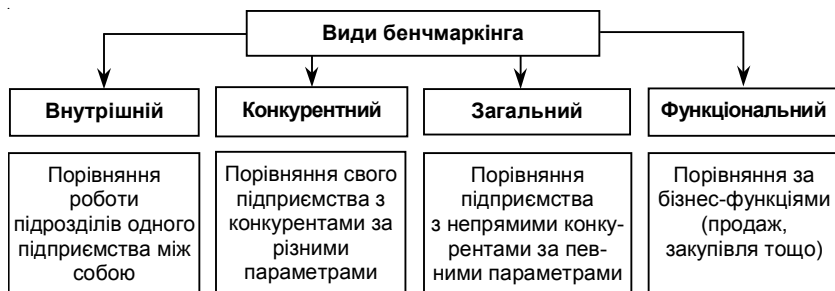 Види бенчмаркінга
Внутрішній
Конкурентний
Загальний
Функціональний
Порівняння
роботи
підрозділів одного
підприємства між
собою
Порівняння свого
підприємства з
конкурентами за
різними
параметрами
Порівняння
підприємства
з непрямими конку-
рентами за пев-
ними параметрами
Порівняння за
бізнес-функціями
(продаж,
закупівля тощо)